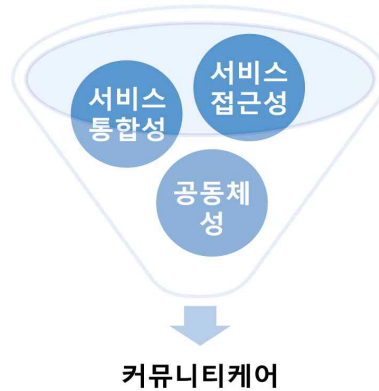 서비스
통합성
서비스
접근성
공동체
성
커뮤니티케어